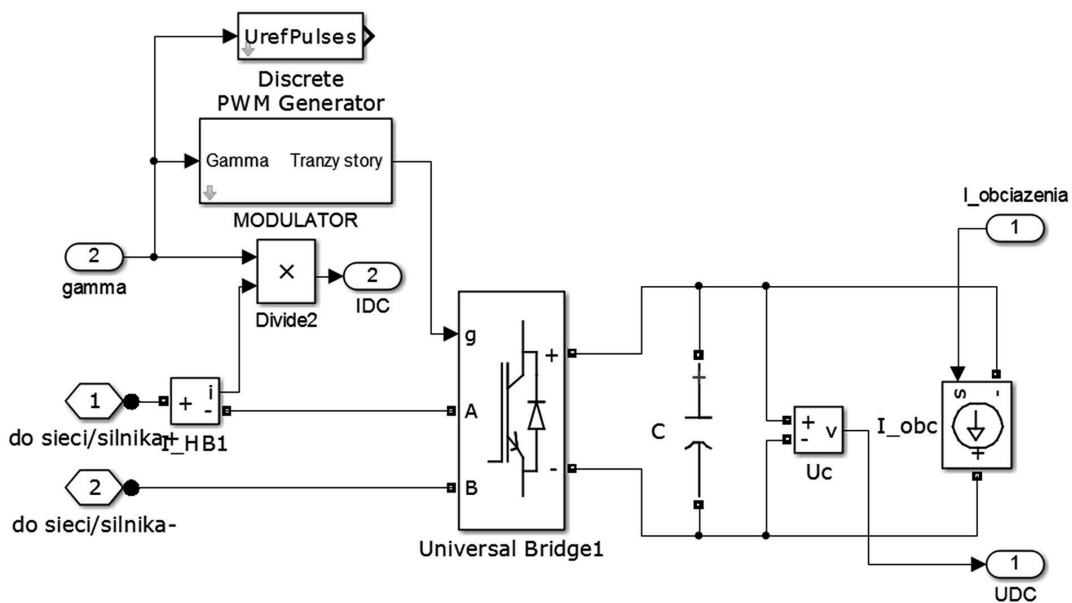 UrefPulses
Discrete
PWM Generator
Gamma Tranzy story
MODULATOR
2
gamma
×
Divide2
2
IDC
I_obciazenia
1
1
do sieci/silnika+
+ i -
I_HB1
2
do sieci/silnika-
g
A
B
+
-
Universal Bridge1
C
+
+
- v
Uc
s -
+
I_obc
1
UDC